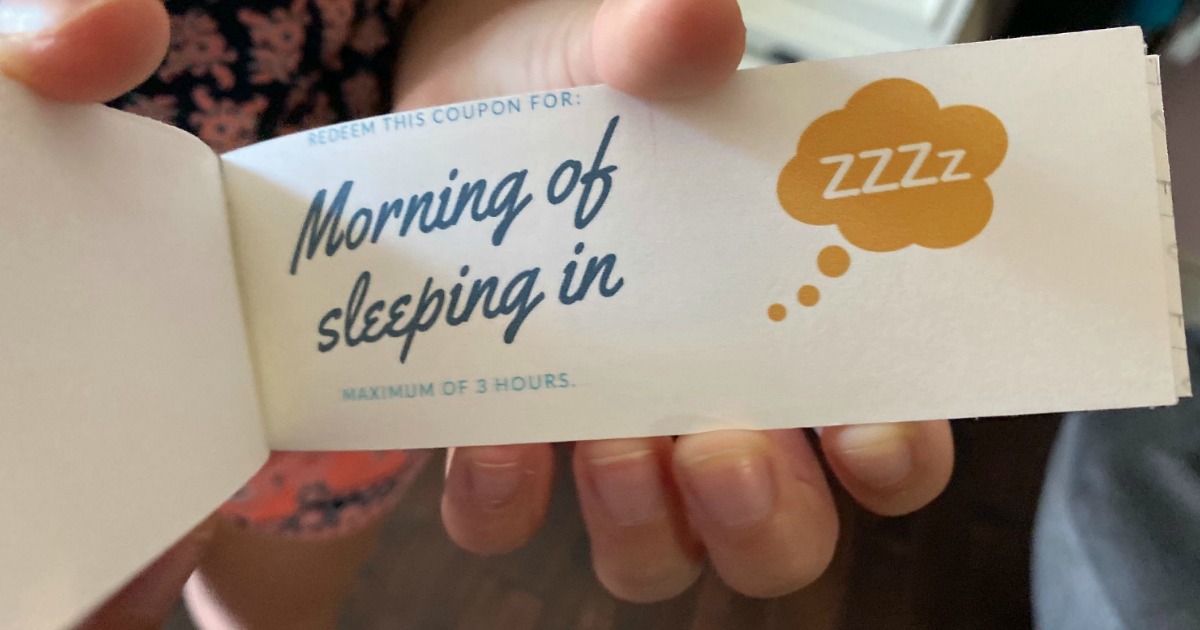 REDEEM THIS COUPON FOR:
Morning of
sleeping in
MAXIMUM OF 3 HOURS.
ZZZz